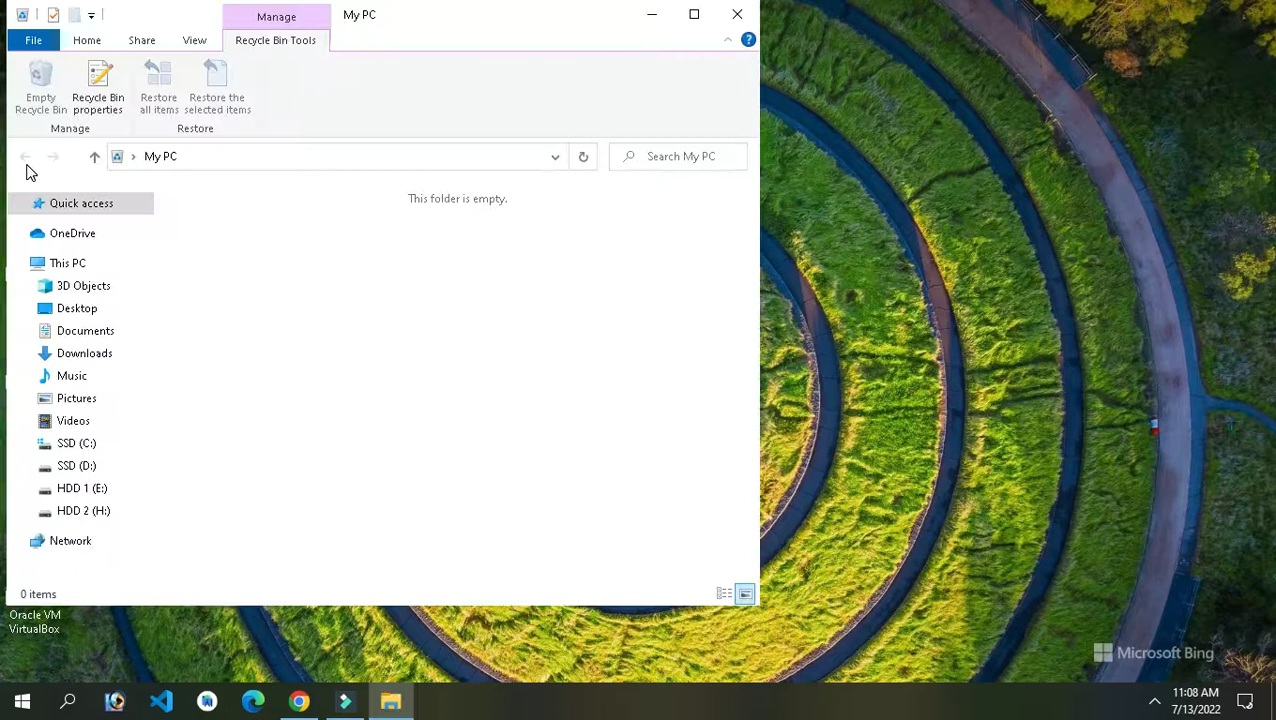 Manage
My PC
File
Home
Share
View
Recycle Bin Tools
Empty
Recycle Bin
Recycle Bin
properties
Restore
all items
Restore the
selected items
Manage
Restore
My PC
Search My PC
Quick access
This folder is empty.
OneDrive
This PC
3D Objects
Desktop
Documents
Downloads
Music
Pictures
Videos
SSD (C:)
SSD (D:)
HDD 1 (E:)
HDD 2 (H:)
Network
0 items
Oracle VM
VirtualBox
Microsoft Bing
11:08 AM
7/13/2022